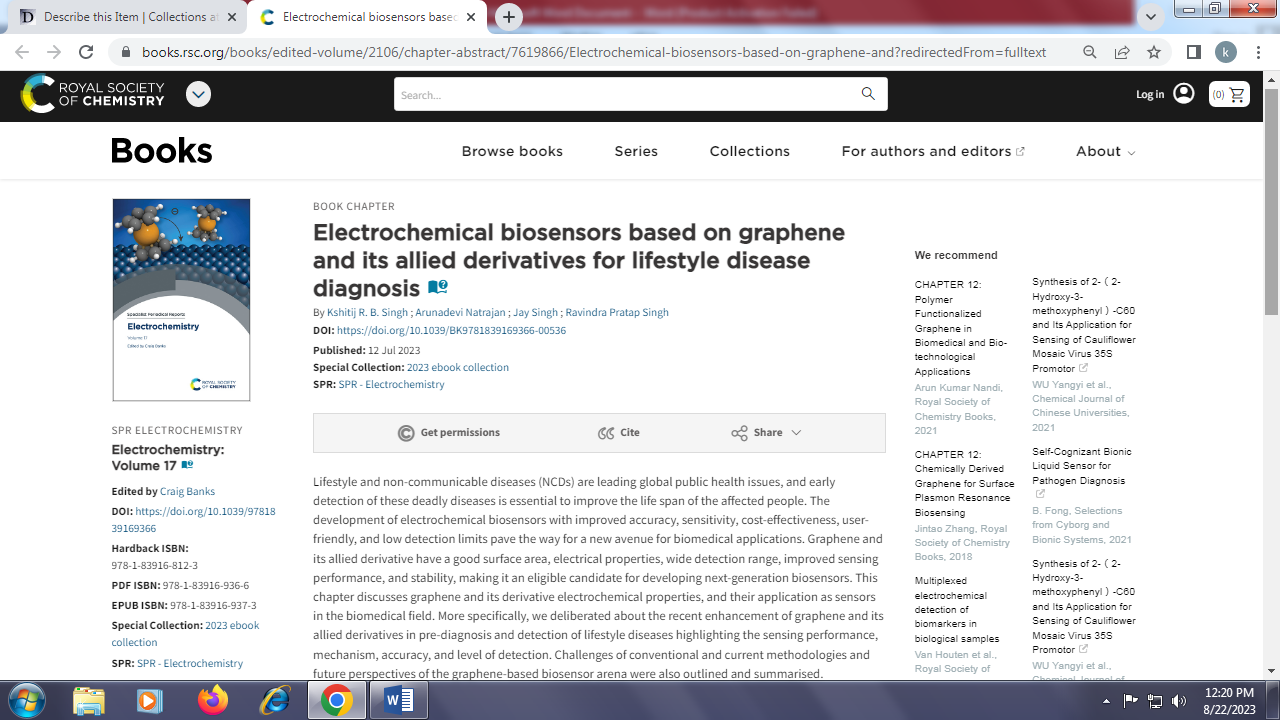 Describe this Item | Collections at
Electrochemical biosensors based
books.rsc.org/books/edited-volume/2106/chapter-abstract/7619866/Electrochemical-biosensors-based-on-graphene-and?redirectedFrom=fulltext
k
ROYAL SOCIETY
OF CHEMISTRY
Search...
Log in
(0)
Books
Browse books
Series
Collections
For authors and editors
About
Specialist Periodical Reports
Electrochemistry
Volume 17
Edited by Craig Banks
ROYAL SOCIETY
OF CHEMISTRY
SPR ELECTROCHEMISTRY
Electrochemistry:
Volume 17
Edited by Craig Banks
DOI: https://doi.org/10.1039/97818
39169366
Hardback ISBN:
978-1-83916-812-3
PDF ISBN: 978-1-83916-936-6
EPUB ISBN: 978-1-83916-937-3
Special Collection: 2023 ebook
collection
SPR: SPR - Electrochemistry
BOOK CHAPTER
Electrochemical biosensors based on graphene
and its allied derivatives for lifestyle disease
diagnosis
By Kshitij R. B. Singh ; Arunadevi Natrajan ; Jay Singh ; Ravindra Pratap Singh
DOI: https://doi.org/10.1039/BK9781839169366-00536
Published: 12 Jul 2023
Special Collection: 2023 ebook collection
SPR: SPR - Electrochemistry
Get permissions
Cite
Share
Lifestyle and non-communicable diseases (NCDs) are leading global public health issues, and early
detection of these deadly diseases is essential to improve the life span of the affected people. The
development of electrochemical biosensors with improved accuracy, sensitivity, cost-effectiveness, user-
friendly, and low detection limits pave the way for a new avenue for biomedical applications. Graphene and
its allied derivative have a good surface area, electrical properties, wide detection range, improved sensing
performance, and stability, making it an eligible candidate for developing next-generation biosensors. This
chapter discusses graphene and its derivative electrochemical properties, and their application as sensors
in the biomedical field. More specifically, we deliberated about the recent enhancement of graphene and its
allied derivatives in pre-diagnosis and detection of lifestyle diseases highlighting the sensing performance,
mechanism, accuracy, and level of detection. Challenges of conventional and current methodologies and
future perspectives of the graphene-based biosensor arena were also outlined and summarised.
We recommend
CHAPTER 12:
Polymer
Functionalized
Graphene in
Biomedical and Bio-
technological
Applications
Arun Kumar Nandi,
Royal Society of
Chemistry Books,
2021
CHAPTER 12:
Chemically Derived
Graphene for Surface
Plasmon Resonance
Biosensing
Jintao Zhang, Royal
Society of Chemistry
Books, 2018
Multiplexed
electrochemical
detection of
biomarkers in
biological samples
Van Houten et al.,
Royal Society of
Synthesis of 2-（2-
Hydroxy-3-
methoxyphenyl）-C60
and Its Application for
Sensing of Cauliflower
Mosaic Virus 35S
Promotor
WU Yangyi et al.,
Chemical Journal of
Chinese Universities,
2021
Self-Cognizant Bionic
Liquid Sensor for
Pathogen Diagnosis
B. Fong, Selections
from Cyborg and
Bionic Systems, 2021
Synthesis of 2-（2-
Hydroxy-3-
methoxyphenyl）-C60
and Its Application for
Sensing of Cauliflower
Mosaic Virus 35S
Promotor
WU Yangyi et al.,
Chemical Journal of
12:20 PM
8/22/2023